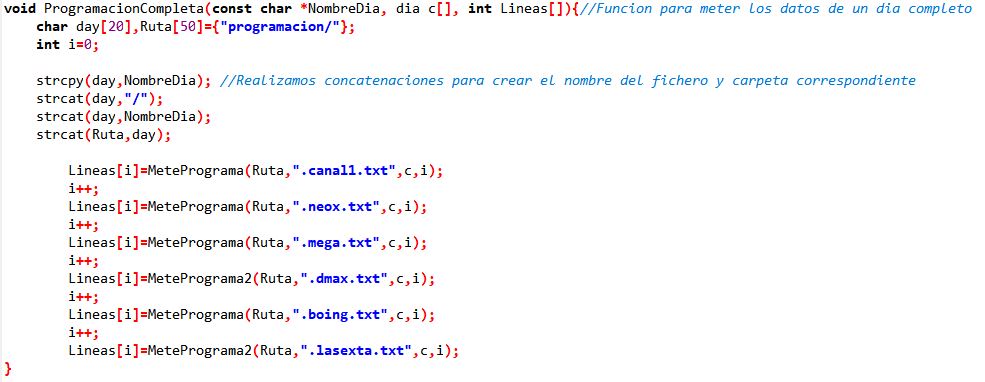 void ProgramacionCompleta(const char *NombreDia, dia c[], int Lineas[]){//Funcion para meter los datos de un dia completo
char day[20],Ruta[50]={"programacion/"};
int i=0;
strcpy(day,NombreDia); //Realizamos concatenaciones para crear el nombre del fichero y carpeta correspondiente
strcat(day,"/");
strcat(day,NombreDia);
strcat(Ruta,day);
Lineas[i]=MetePrograma(Ruta,".canal1.txt",c,i);
i++;
Lineas[i]=MetePrograma(Ruta,".neox.txt",c,i);
i++;
Lineas[i]=MetePrograma(Ruta,".mega.txt",c,i);
i++;
Lineas[i]=MetePrograma2(Ruta,".dmax.txt",c,i);
i++;
Lineas[i]=MetePrograma(Ruta,".boing.txt",c,i);
i++;
Lineas[i]=MetePrograma2(Ruta,".lasexta.txt",c,i);
}